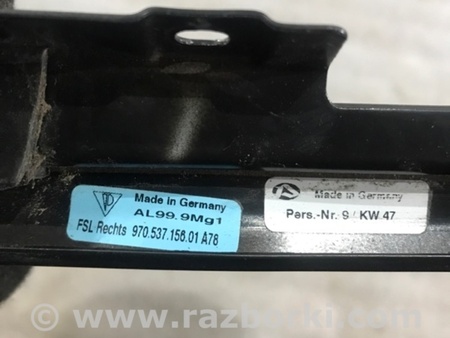 Made in Germany
AL99.9Mg1
FSL Rechts 970.537.156.01 A78
Made in Germany
Pers.-Nr. 9 / KW 47
© www.razborki.com